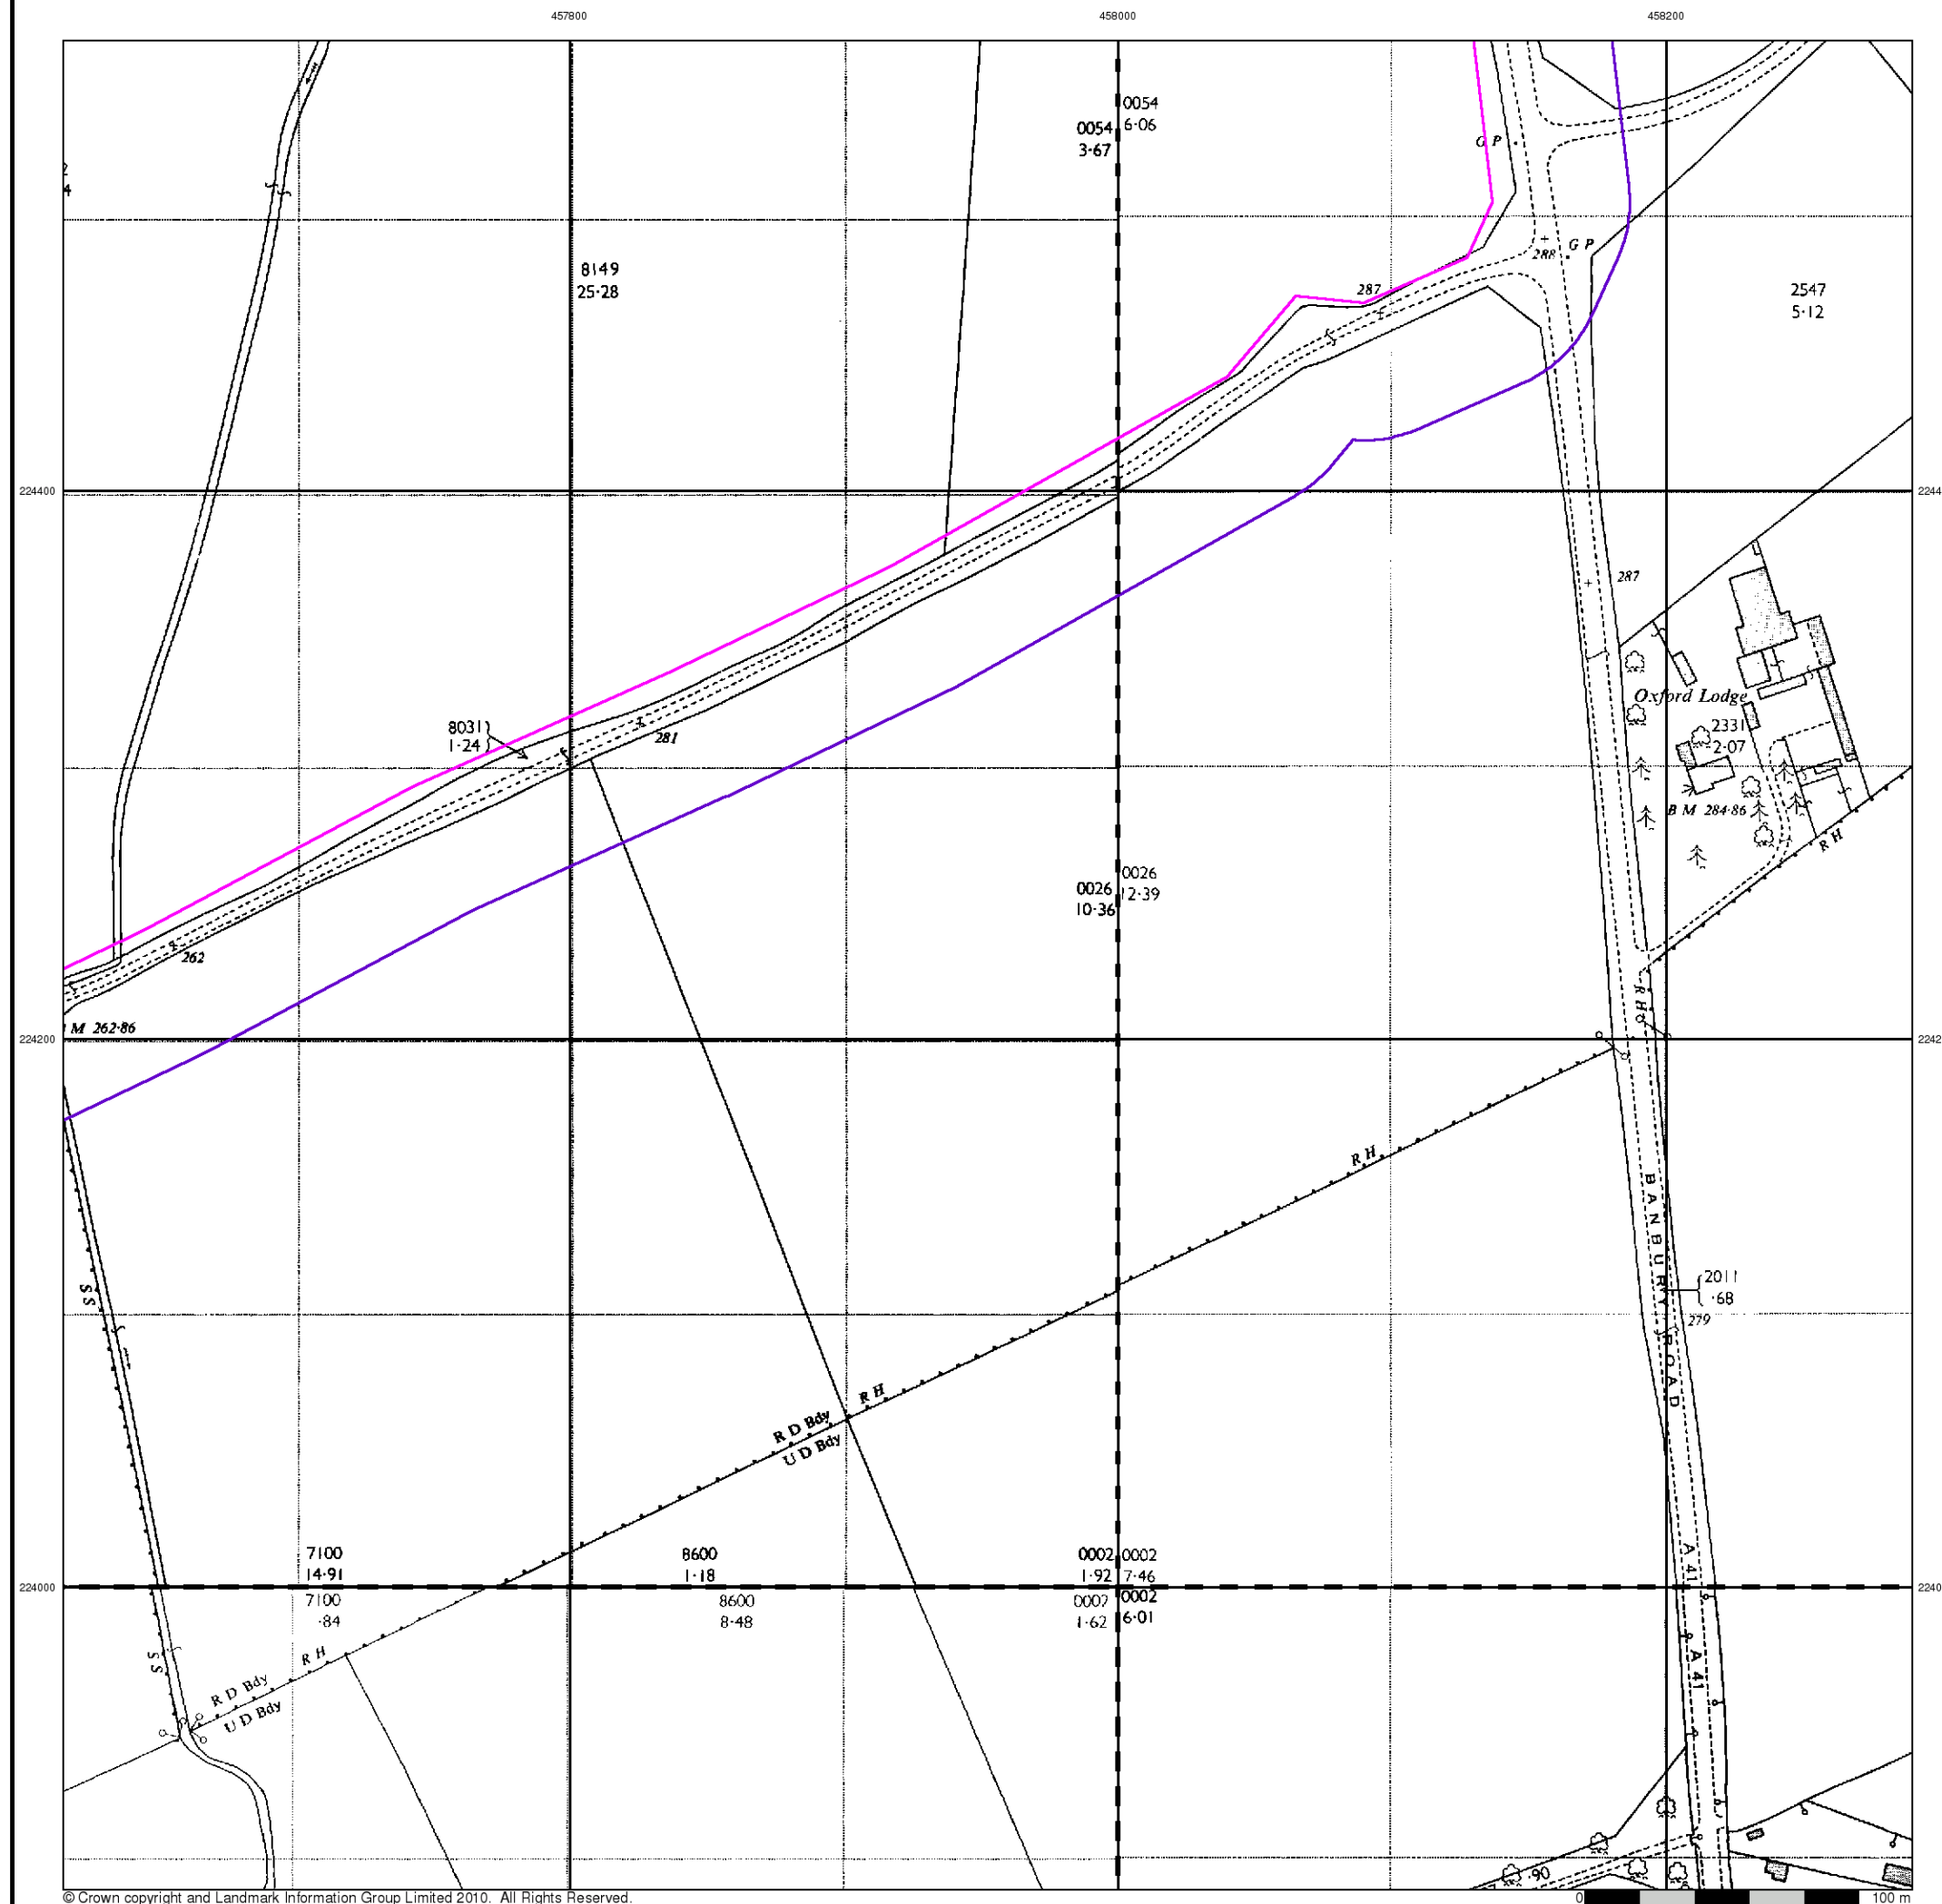 457800
458000
458200
0054
6·06
0054
3·67
G P
2
4
8149
25·28
G P
288
287
2547
5·12
224400
2244
287
Oxford Lodge
8031
1·24
281
2331
2·07
B M 284·86
R H
0026
12·39
0026
10·36
262
M 262·86
R H
224200
2242
R H
BANBURY ROAD
S S
2011
·68
279
R H
R D Bdy
U D Bdy
7100
14·91
8600
1·18
0002
1·92
0002
7·46
A 41
224000
2240
7100
·84
8600
8·48
0002
1·62
0002
6·01
S S
R H
A 41
R D Bdy
U D Bdy
·90
© Crown copyright and Landmark Information Group Limited 2010. All Rights Reserved.
0
100 m